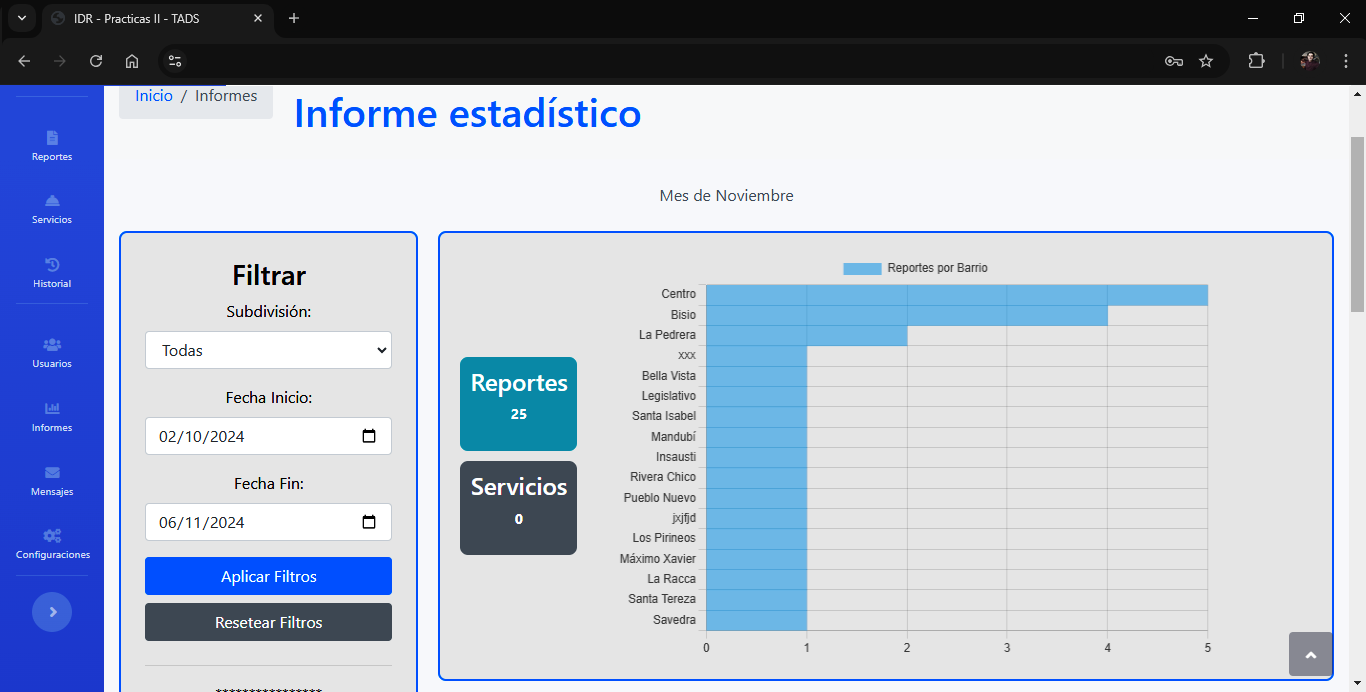 IDR - Practicas II - TADS
Inicio / Informes
Informe estadístico
Reportes
Servicios
Historial
Usuarios
Informes
Mensajes
Configuraciones
Mes de Noviembre
Filtrar
Subdivisión:
Todas
Fecha Inicio:
02/10/2024
Fecha Fin:
06/11/2024
Aplicar Filtros
Resetear Filtros
****************
Reportes
25
Servicios
0
Reportes por Barrio
Centro
Bisio
La Pedrera
xxx
Bella Vista
Legislativo
Santa Isabel
Mandubí
Insausti
Rivera Chico
Pueblo Nuevo
jxjfjd
Los Pirineos
Máximo Xavier
La Racca
Santa Tereza
Savedra
0 1 2 3 4 5